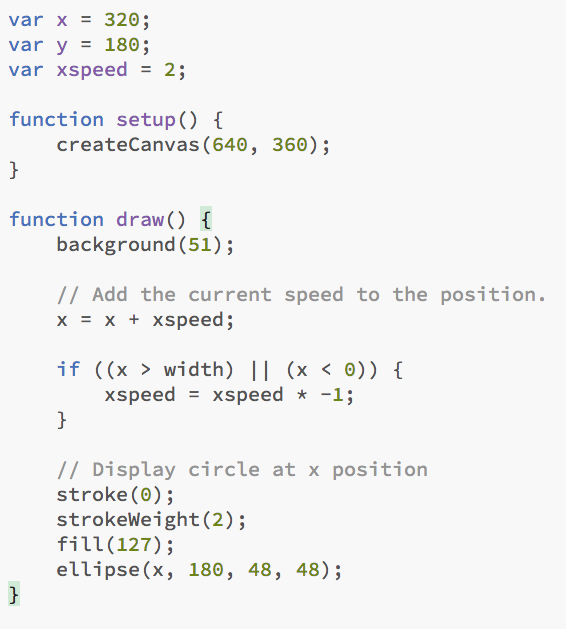 var x = 320;
var y = 180;
var xspeed = 2;

function setup() {
    createCanvas(640, 360);
}

function draw() {
    background(51);

    // Add the current speed to the position.
    x = x + xspeed;

    if ((x > width) || (x < 0)) {
        xspeed = xspeed * -1;
    }

    // Display circle at x position
    stroke(0);
    strokeWeight(2);
    fill(127);
    ellipse(x, 180, 48, 48);
}